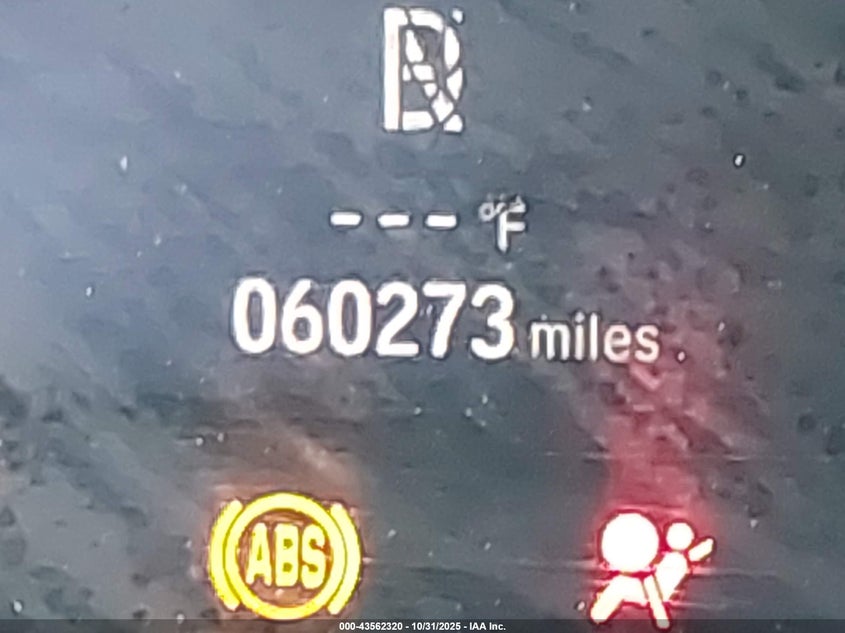 --- °F
060273 miles
ABS
000-43562320 - 10/31/2025 - IAA Inc.